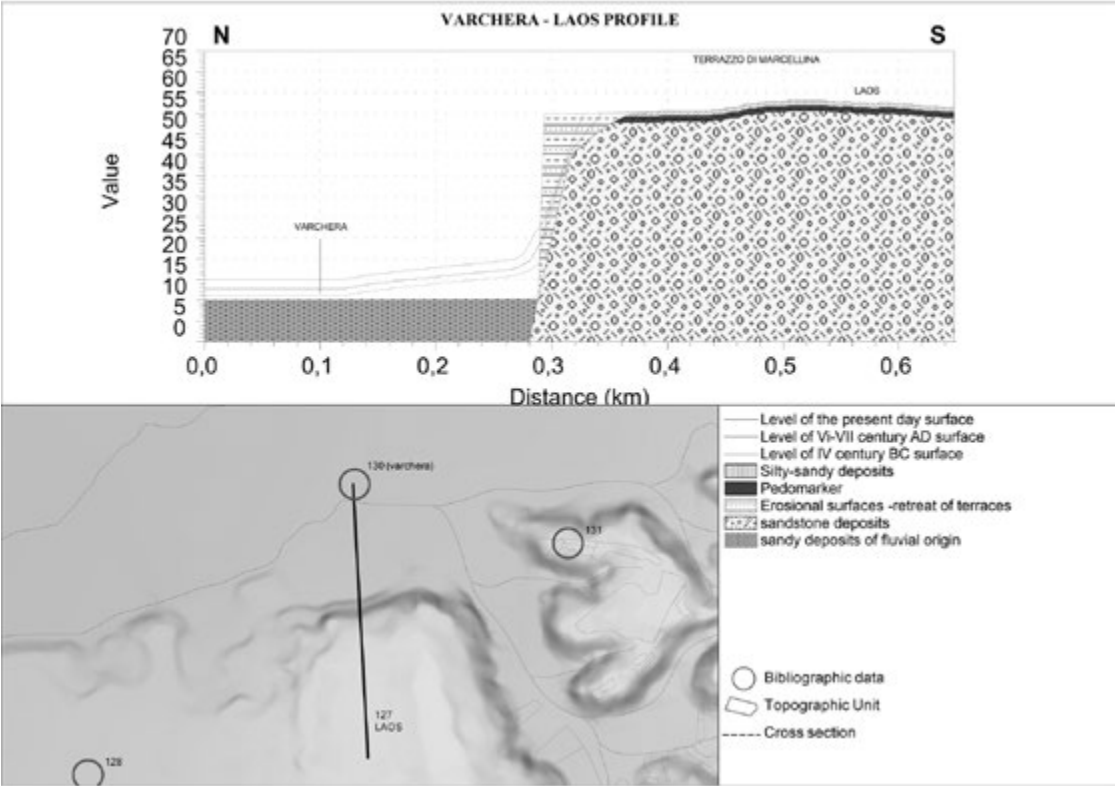 VARCHERA - LAOS PROFILE
N
S
70
65
60
55
50
45
40
35
30
25
20
15
10
5
0
Value
TERRAZZO DI MARCELLINA
LAOS
VARCHERA
0,0
0,1
0,2
0,3
0,4
0,5
0,6
Distance (km)
130 (varchera)
131
127
LAOS
128
Level of the present day surface
Level of Vi-VII century AD surface
Level of IV century BC surface
Silty-sandy deposits
Pedomarker
Erosional surfaces -retreat of terraces
sandstone deposits
sandy deposits of fluvial origin
Bibliographic data
Topographic Unit
Cross section